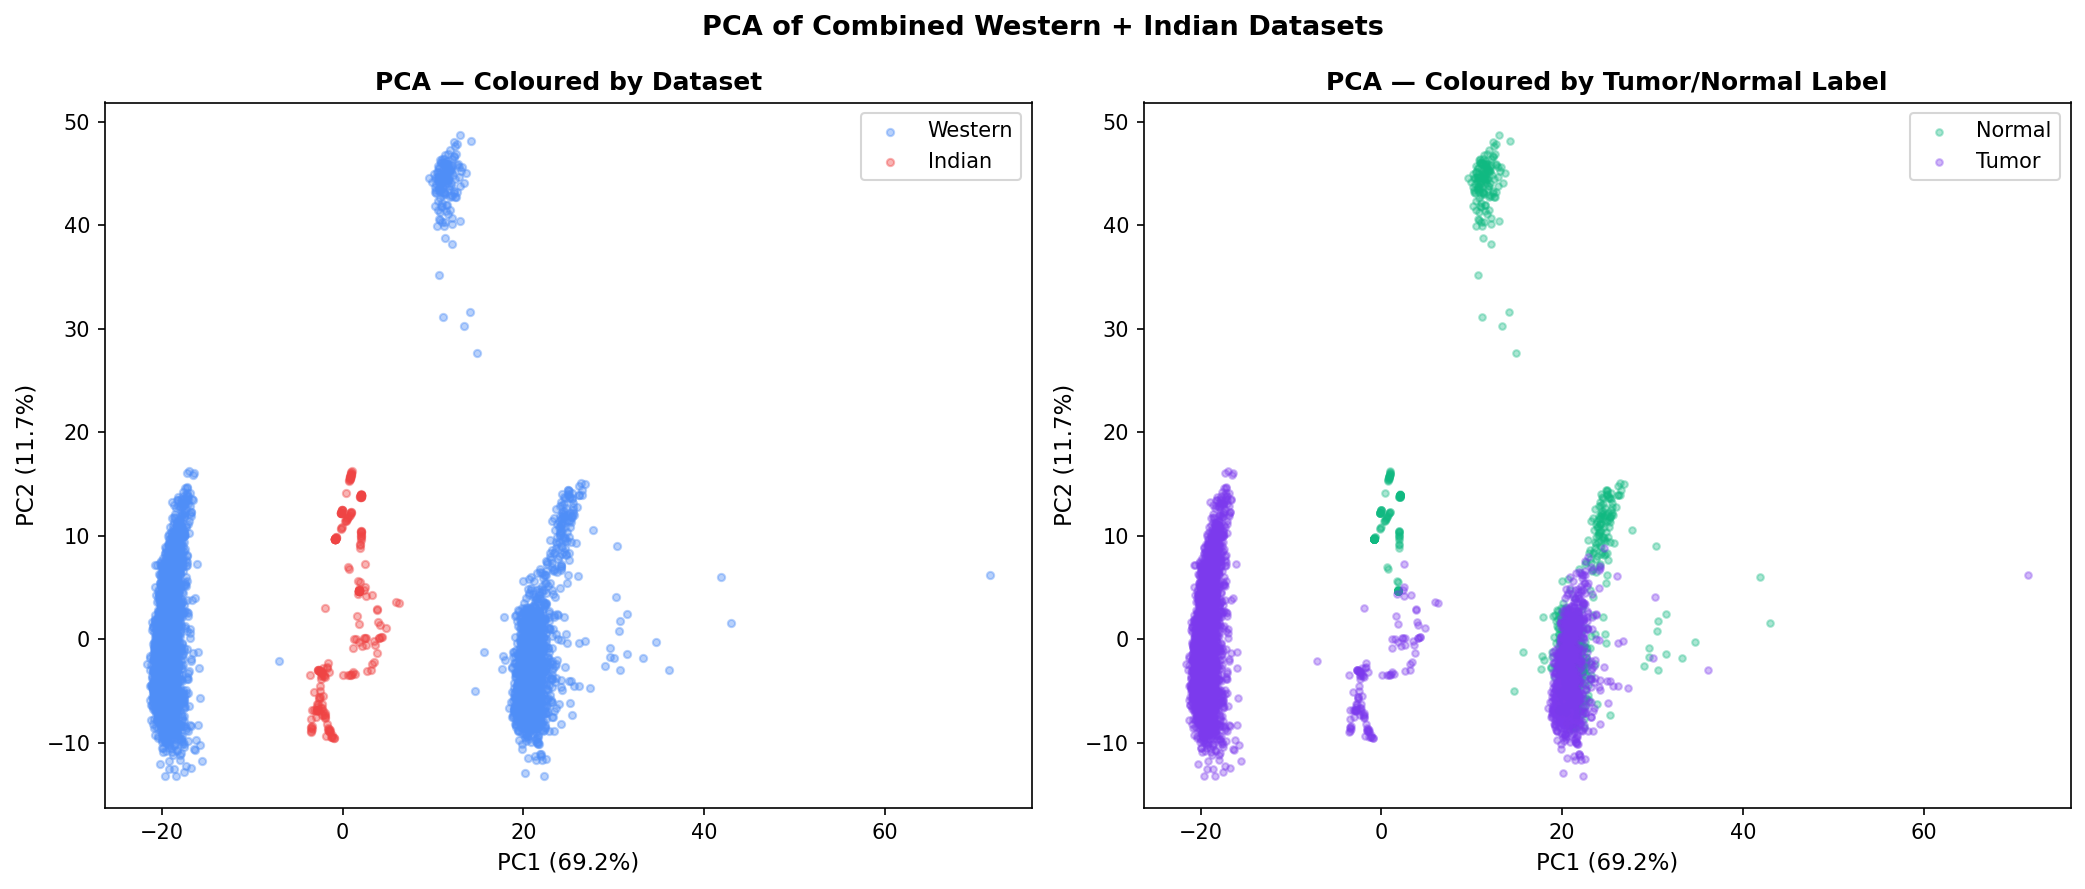 PCA of Combined Western + Indian Datasets
PCA — Coloured by Dataset
50
40
30
20
10
0
−10
PC2 (11.7%)
Western
Indian
−20
0
20
40
60
PC1 (69.2%)
PCA — Coloured by Tumor/Normal Label
50
40
30
20
10
0
−10
PC2 (11.7%)
Normal
Tumor
−20
0
20
40
60
PC1 (69.2%)